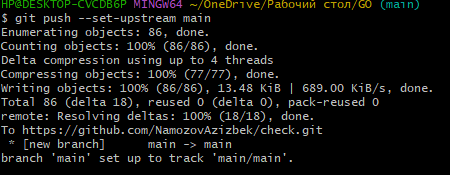 HP@DESKTOP-CVCDB6P MINGW64 ~/OneDrive/Рабочий стол/GO (main)
$ git push --set-upstream main
Enumerating objects: 86, done.
Counting objects: 100% (86/86), done.
Delta compression using up to 4 threads
Compressing objects: 100% (77/77), done.
Writing objects: 100% (86/86), 13.48 KiB | 689.00 KiB/s, done.
Total 86 (delta 18), reused 0 (delta 0), pack-reused 0
remote: Resolving deltas: 100% (18/18), done.
To https://github.com/NamozovAzizbek/check.git
 * [new branch]      main -> main
branch 'main' set up to track 'main/main'.